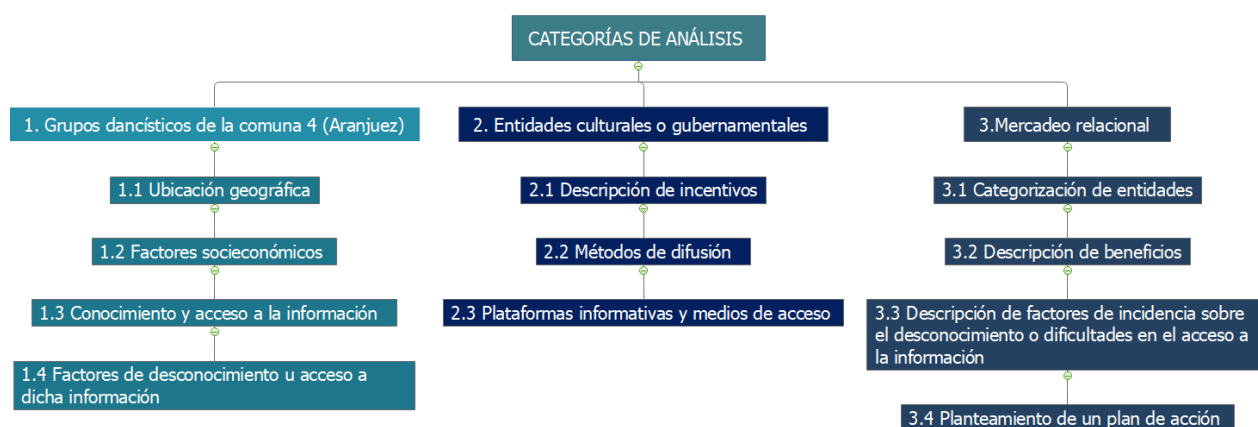 CATEGORÍAS DE ANÁLISIS
1. Grupos dancísticos de la comuna 4 (Aranjuez)
1.1 Ubicación geográfica
1.2 Factores socieconómicos
1.3 Conocimiento y acceso a la información
1.4 Factores de desconocimiento u acceso a
dicha información
2. Entidades culturales o gubernamentales
2.1 Descripción de incentivos
2.2 Métodos de difusión
2.3 Plataformas informativas y medios de acceso
3.Mercadeo relacional
3.1 Categorización de entidades
3.2 Descripción de beneficios
3.3 Descripción de factores de incidencia sobre
el desconocimiento o dificultades en el acceso a
la información
3.4 Planteamiento de un plan de acción